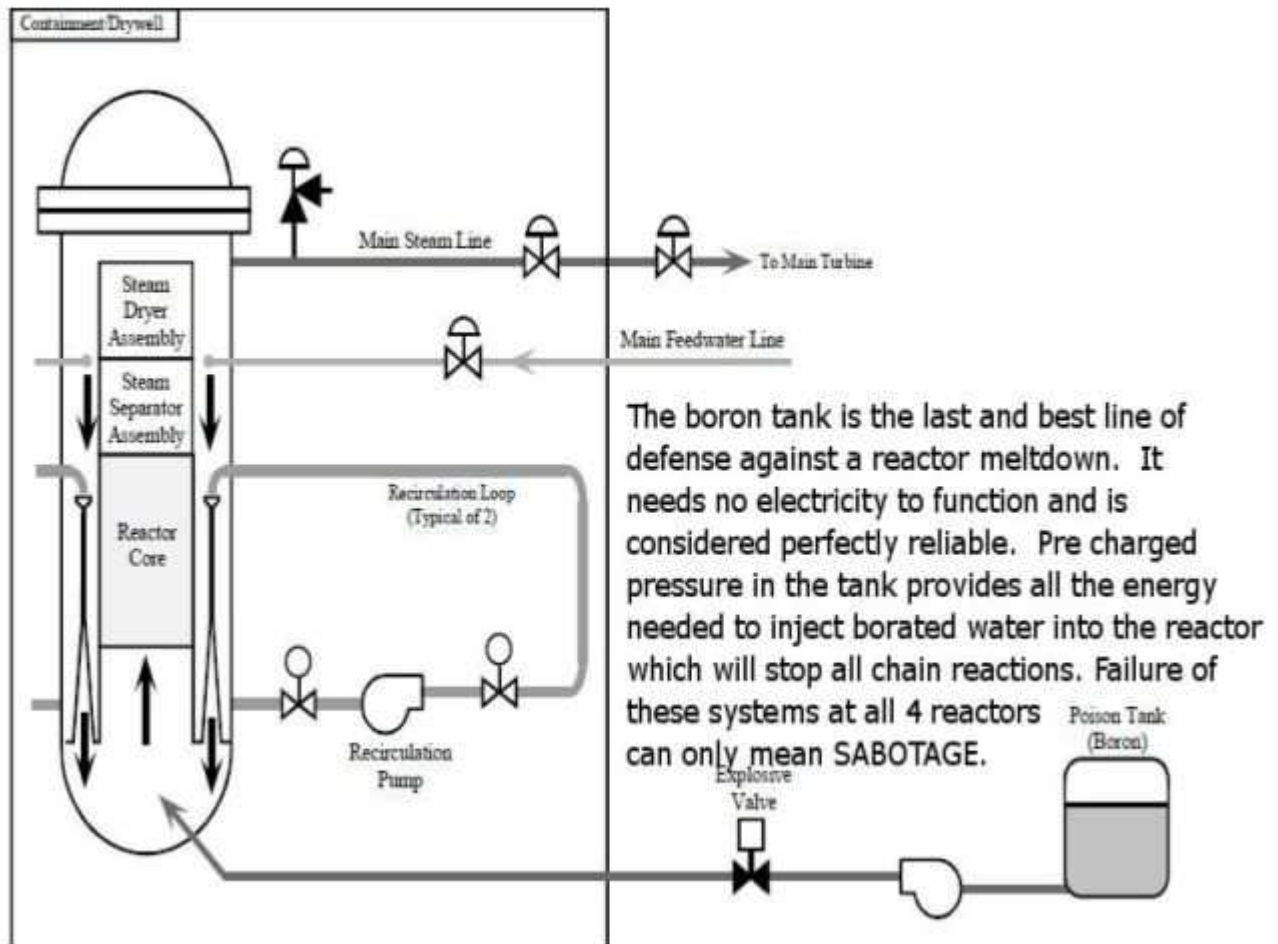 Containment/Drywell
Main Steam Line
To Main Turbine
Steam
Dryer
Assembly
Main Feedwater Line
Steam
Separator
Assembly
Recirculation Loop
(Typical of 2)
Reactor
Core
The boron tank is the last and best line of
defense against a reactor meltdown. It
needs no electricity to function and is
considered perfectly reliable. Pre charged
pressure in the tank provides all the energy
needed to inject borated water into the reactor
which will stop all chain reactions. Failure of
these systems at all 4 reactors
can only mean SABOTAGE.
Recirculation
Pump
Poison Tank
(Boron)
Explosive
Valve